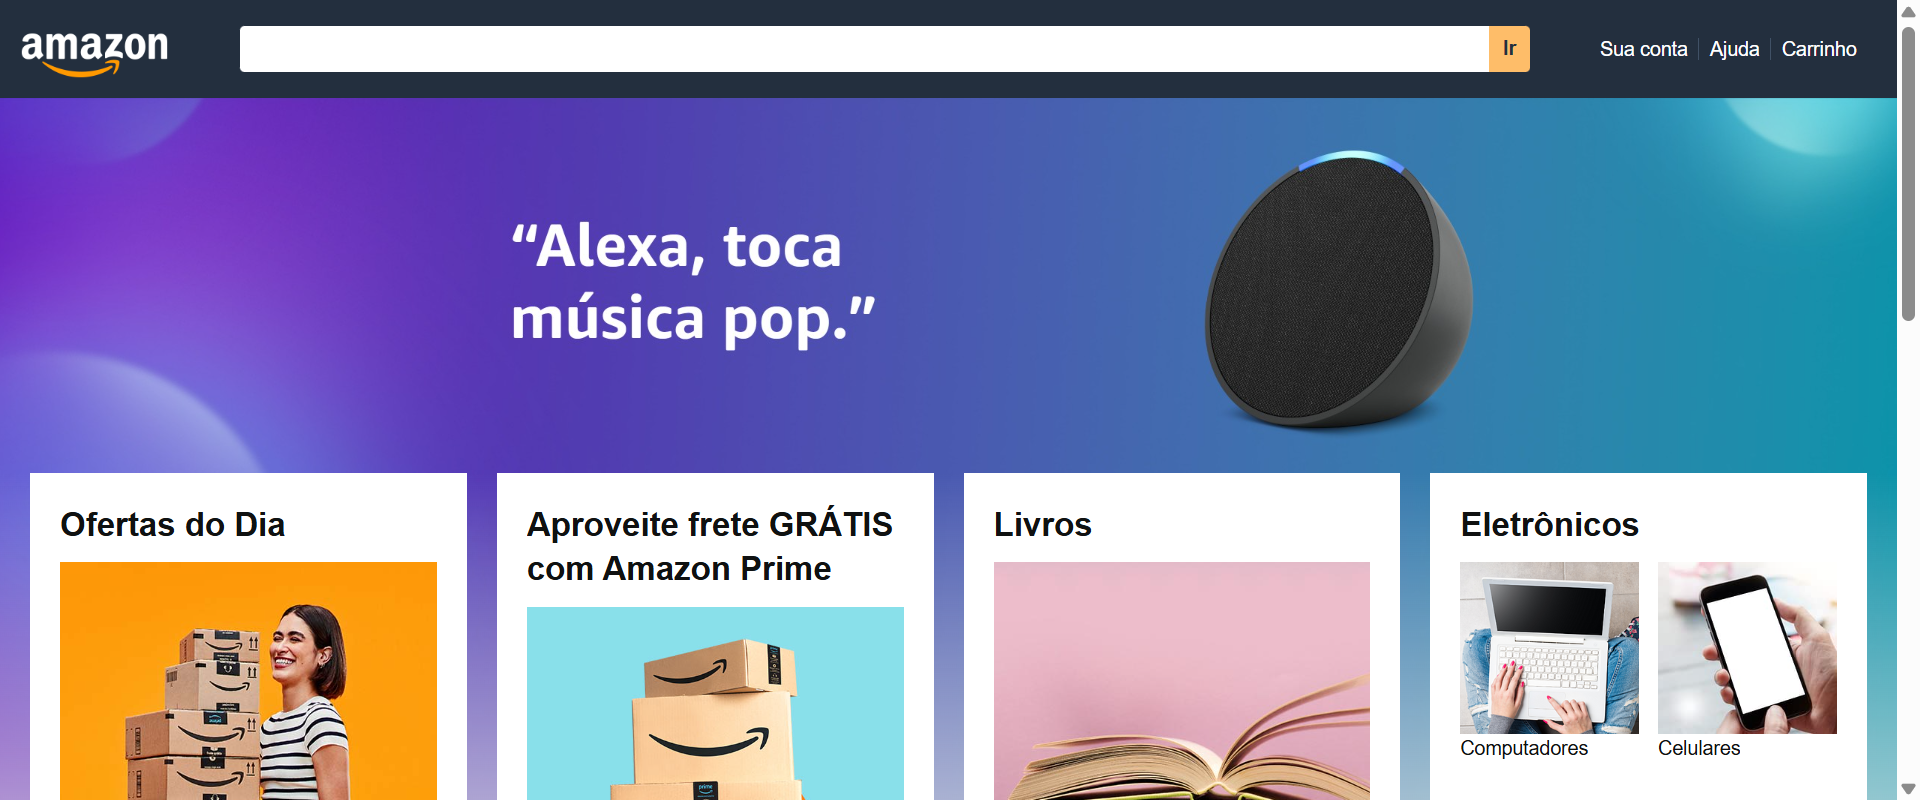 amazon
Ir
Sua conta
Ajuda
Carrinho
“Alexa, toca
música pop.”
Ofertas do Dia
Aproveite frete GRÁTIS
com Amazon Prime
Livros
Eletrônicos
Computadores
Celulares
prime